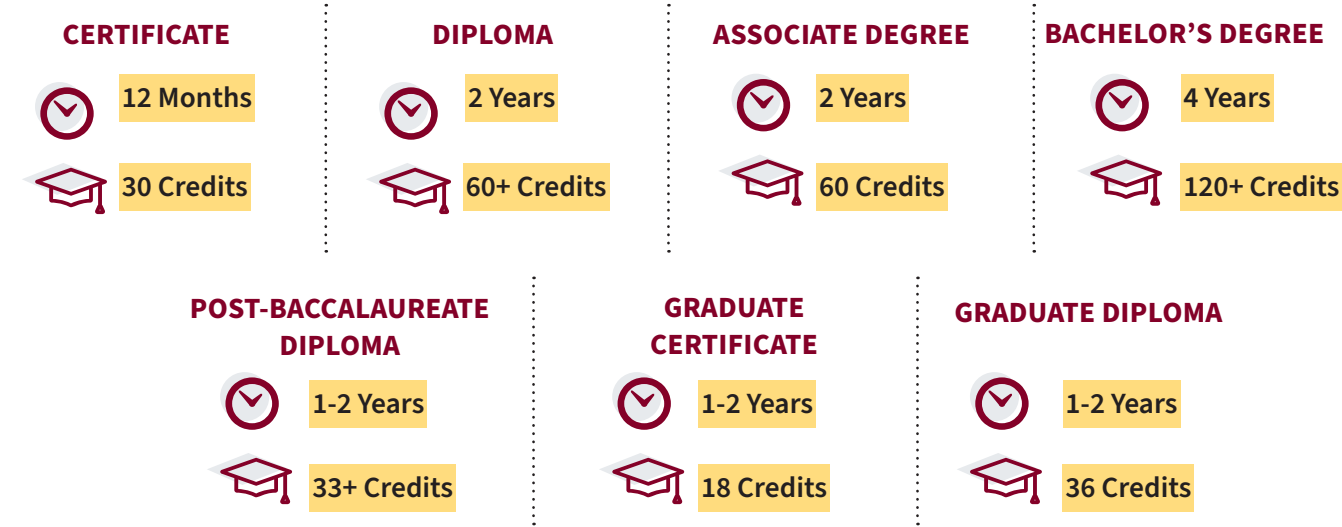 CERTIFICATE
12 Months
30 Credits
DIPLOMA
2 Years
60+ Credits
ASSOCIATE DEGREE
2 Years
60 Credits
BACHELOR’S DEGREE
4 Years
120+ Credits
POST-BACCALAUREATE
DIPLOMA
1-2 Years
33+ Credits
GRADUATE
CERTIFICATE
1-2 Years
18 Credits
GRADUATE DIPLOMA
1-2 Years
36 Credits